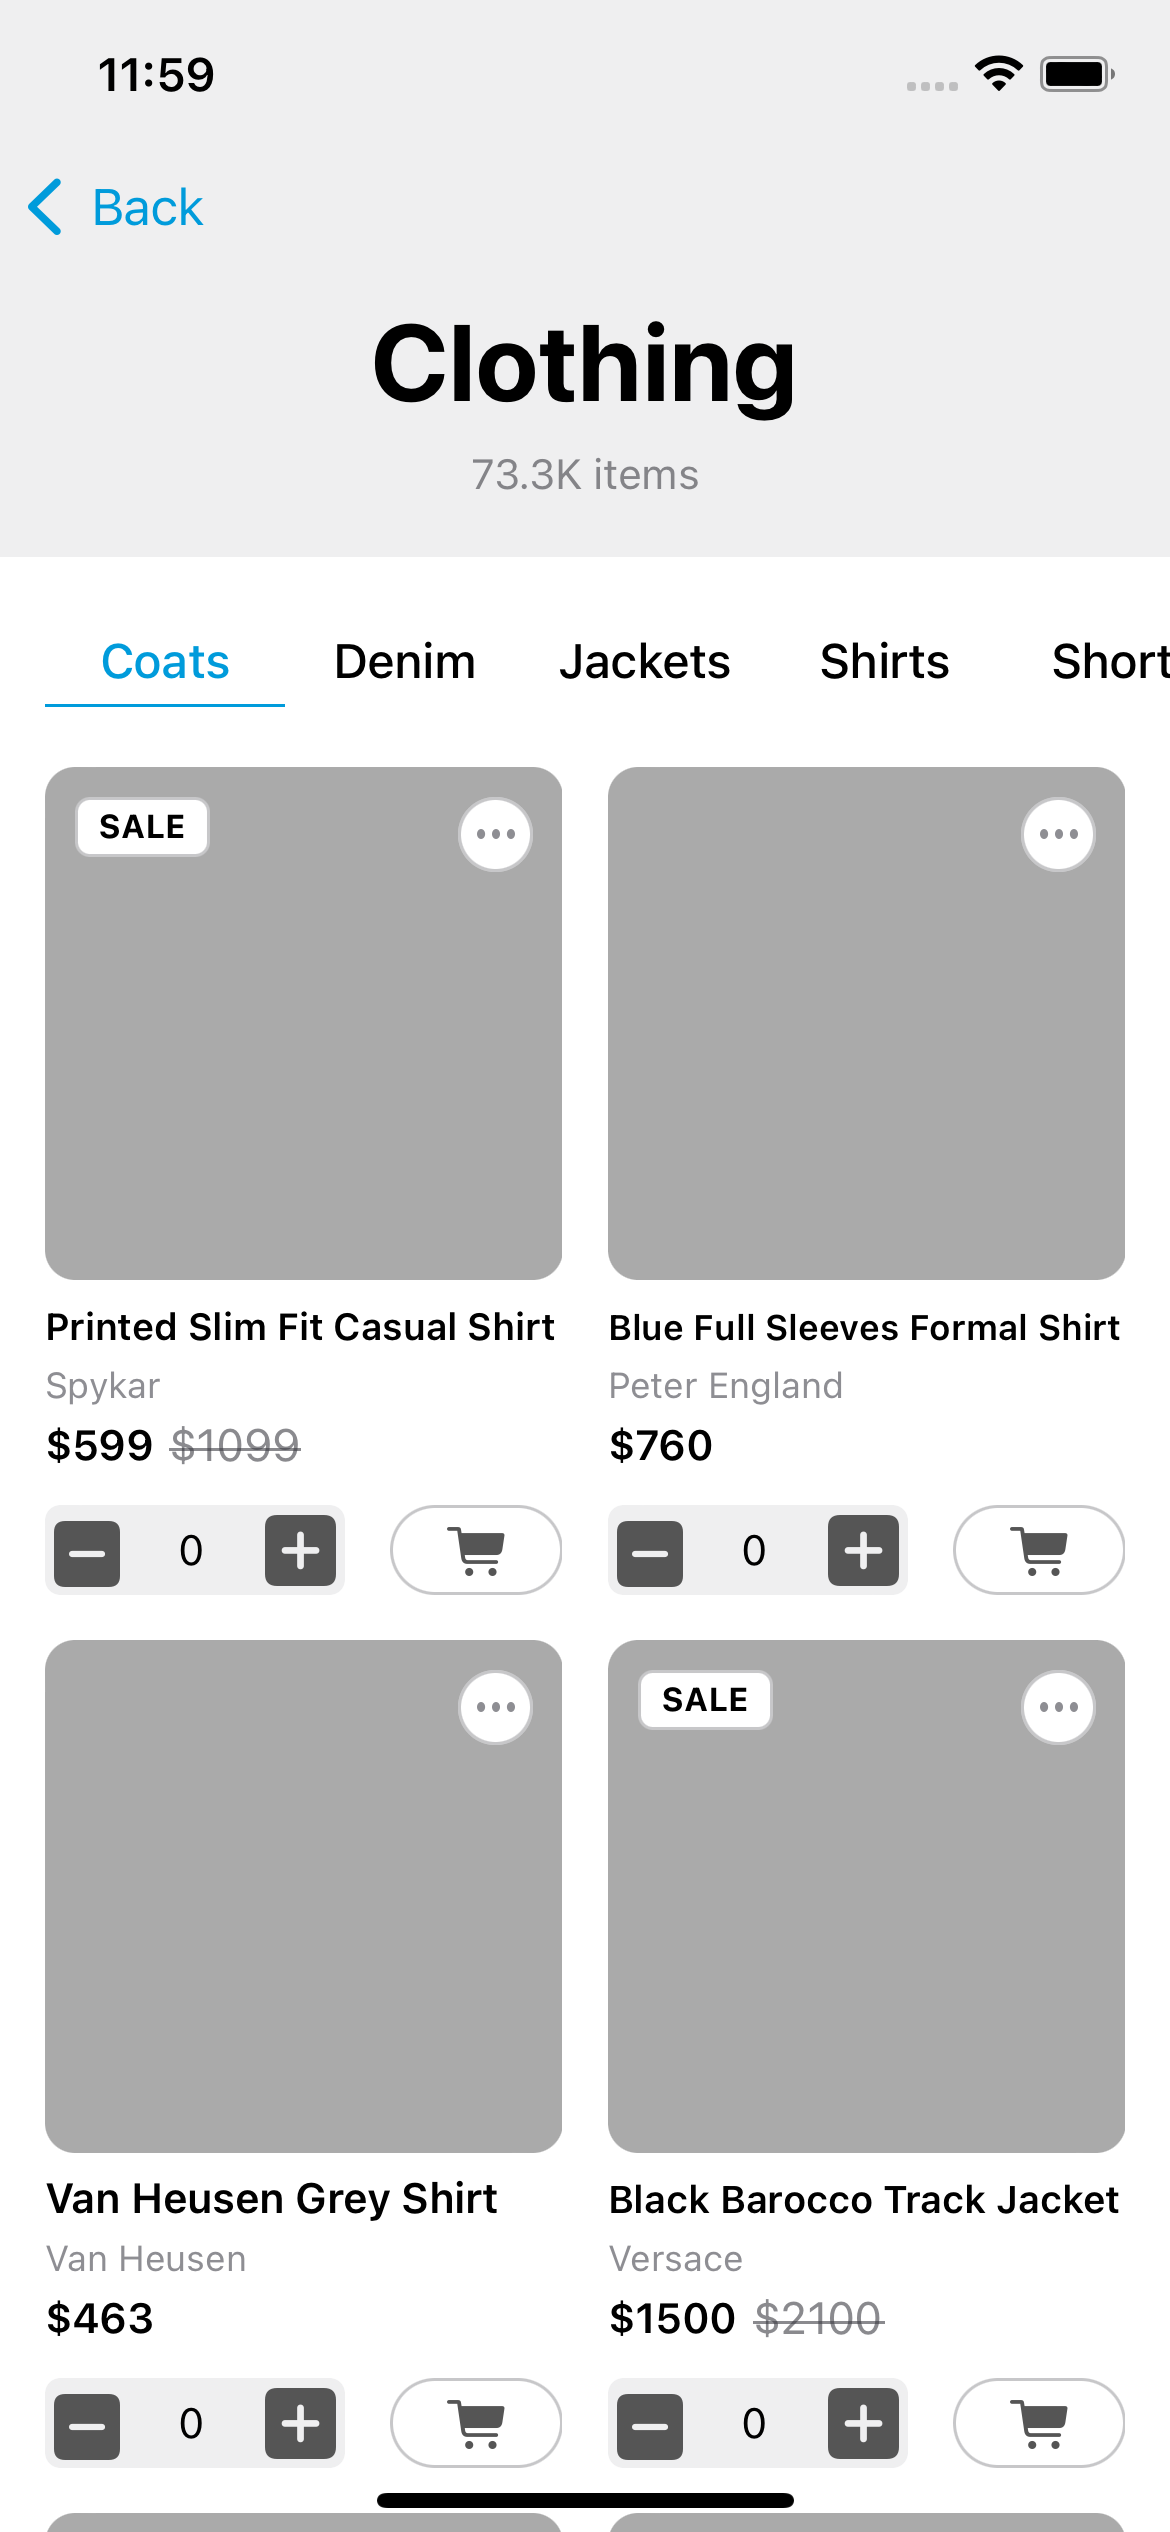 11:59
Back
Clothing
73.3K items
Coats Denim Jackets Shirts Short
SALE
Printed Slim Fit Casual Shirt
Spykar
$599 $1099
0
Blue Full Sleeves Formal Shirt
Peter England
$760
0
Van Heusen Grey Shirt
Van Heusen
$463
0
SALE
Black Barocco Track Jacket
Versace
$1500 $2100
0